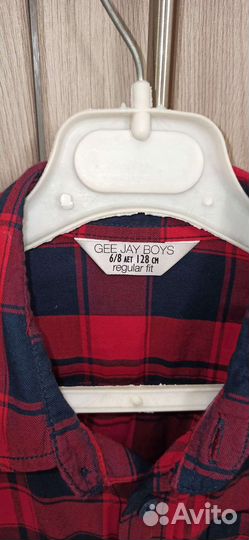 GEE JAY BOYS
6/8 ЛЕТ 128 СМ
regular fit
Avito